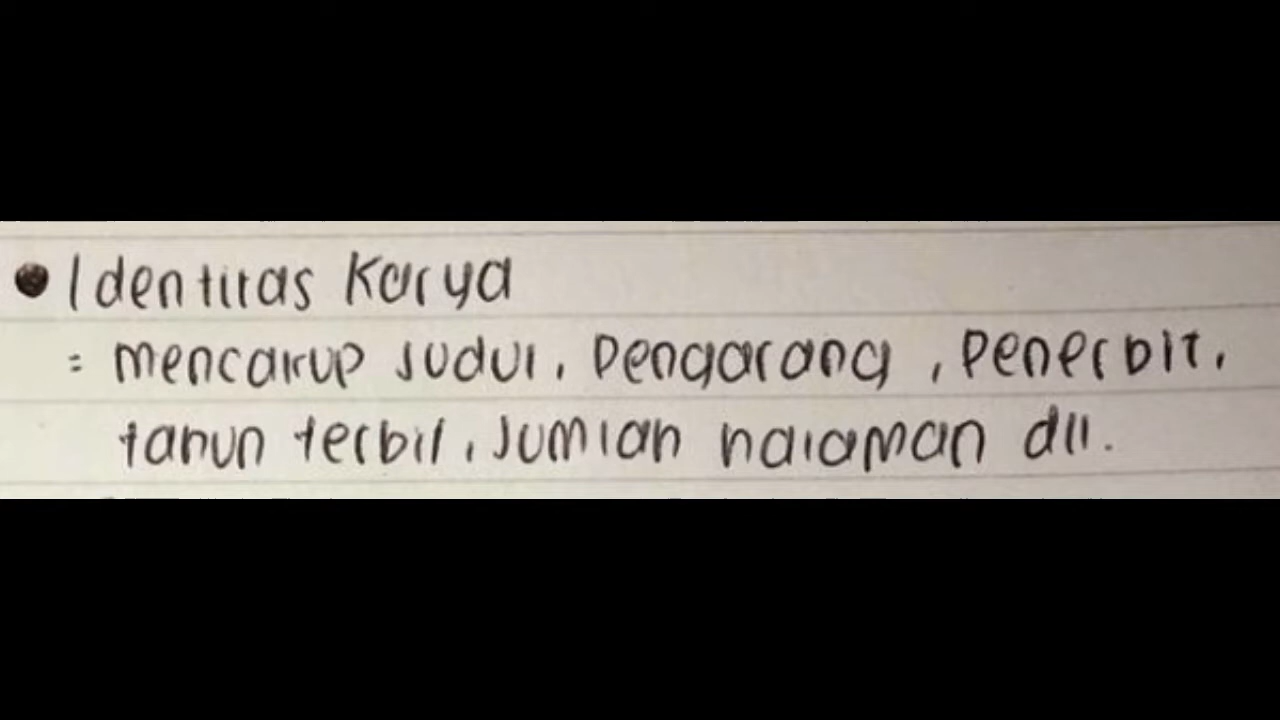 • Identitas Karya
= mencakup judul, pengarang, penerbit,
tahun terbit, jumlah halaman dll.